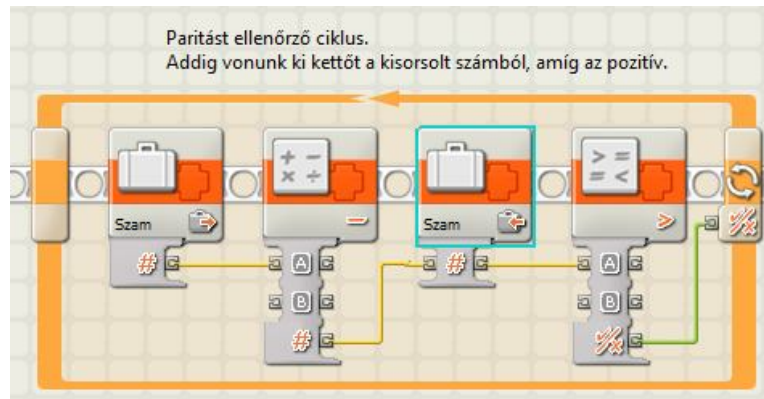 Paritást ellenőrző ciklus.
Addig vonunk ki kettőt a kisorsolt számból, amíg az pozitív.
+ -
× ÷
> =
= <
Szam
−
Szam
>
#
A
B
#
#
A
B